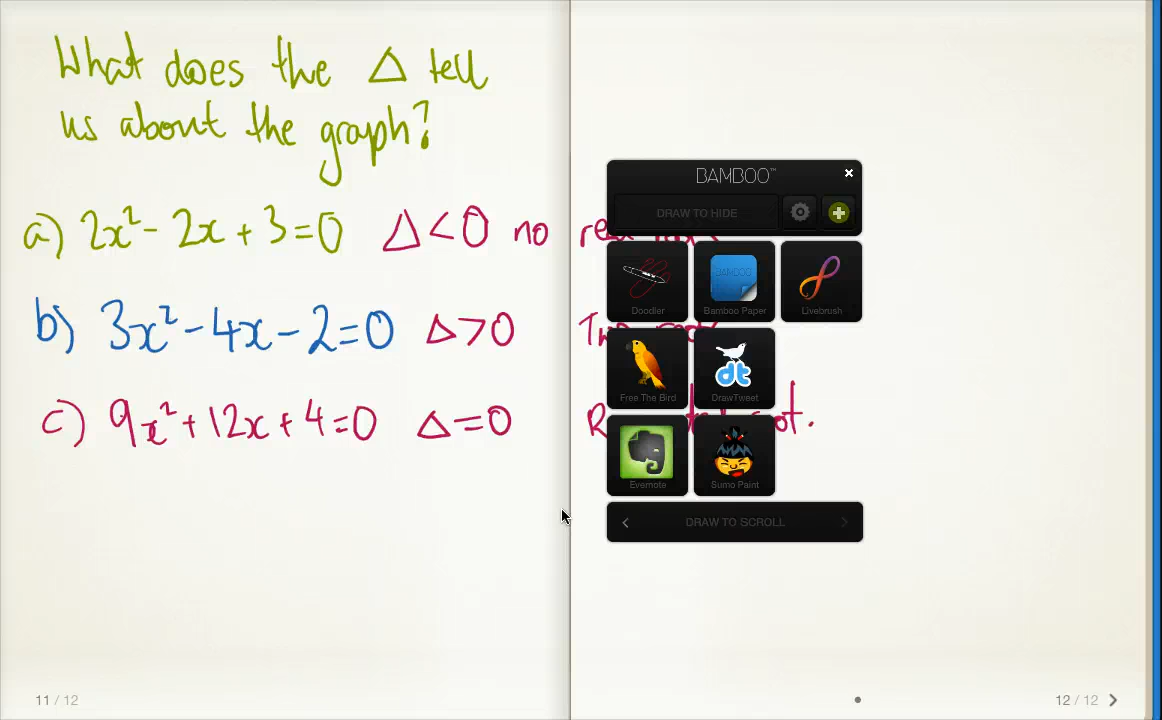 What does the Δ tell
us about the graph?
a) 2x² - 2x + 3 = 0 Δ < 0 no
b) 3x² - 4x - 2 = 0 Δ > 0
c) 9x² + 12x + 4 = 0 Δ = 0
BAMBOO™
DRAW TO HIDE
Doodler
BAMBOO
Bamboo Paper
Livebrush
Free The Bird
dt
DrawTweet
Evernote
Sumo Paint
DRAW TO SCROLL
11 / 12
12 / 12